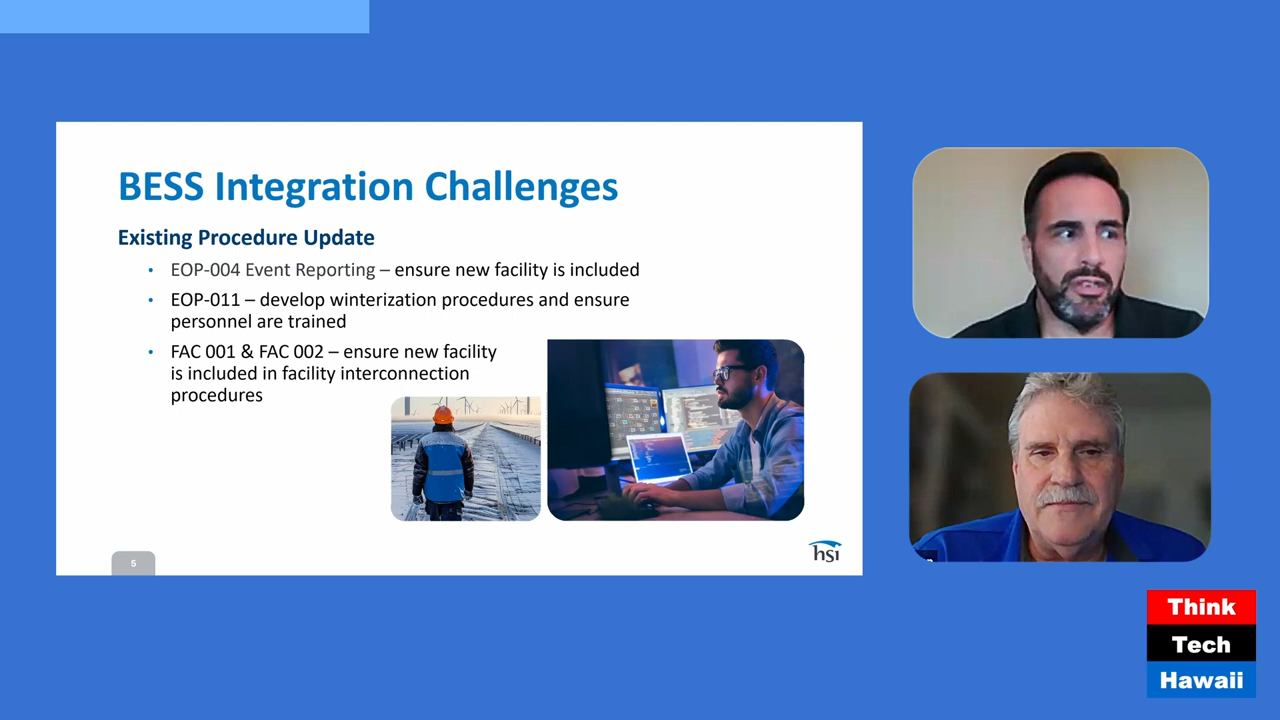 BESS Integration Challenges
Existing Procedure Update
• EOP-004 Event Reporting – ensure new facility is included
• EOP-011 – develop winterization procedures and ensure
personnel are trained
• FAC 001 & FAC 002 – ensure new facility
is included in facility interconnection
procedures
5
hsi
Think
Tech
Hawaii